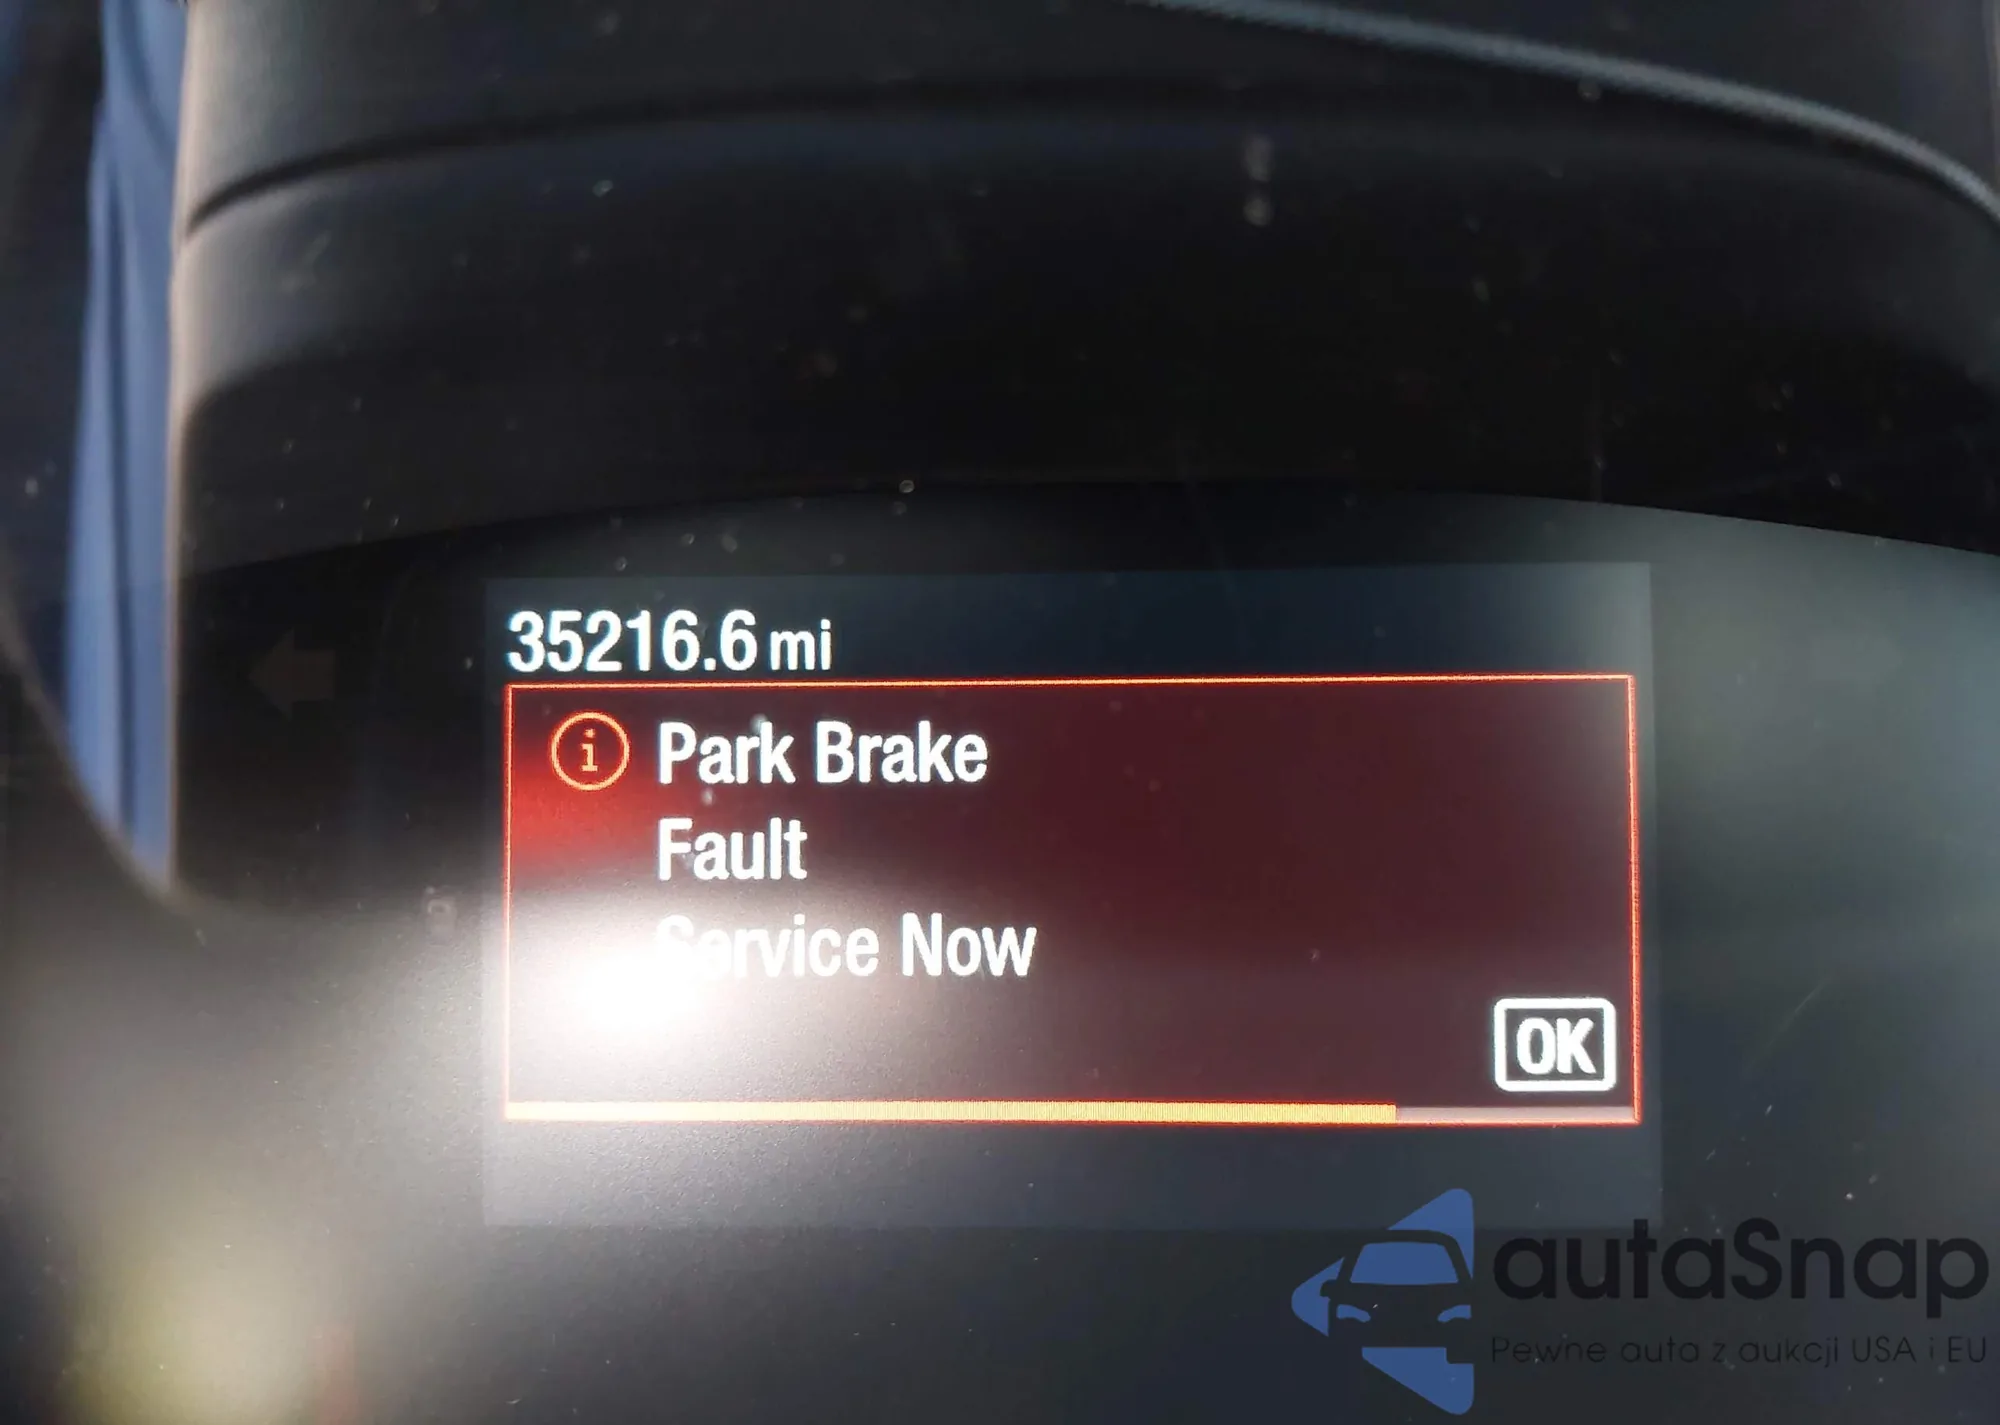 35216.6 mi
i Park Brake
Fault
Service Now
OK
autaSnap
Pewne auta z aukcji USA i EU